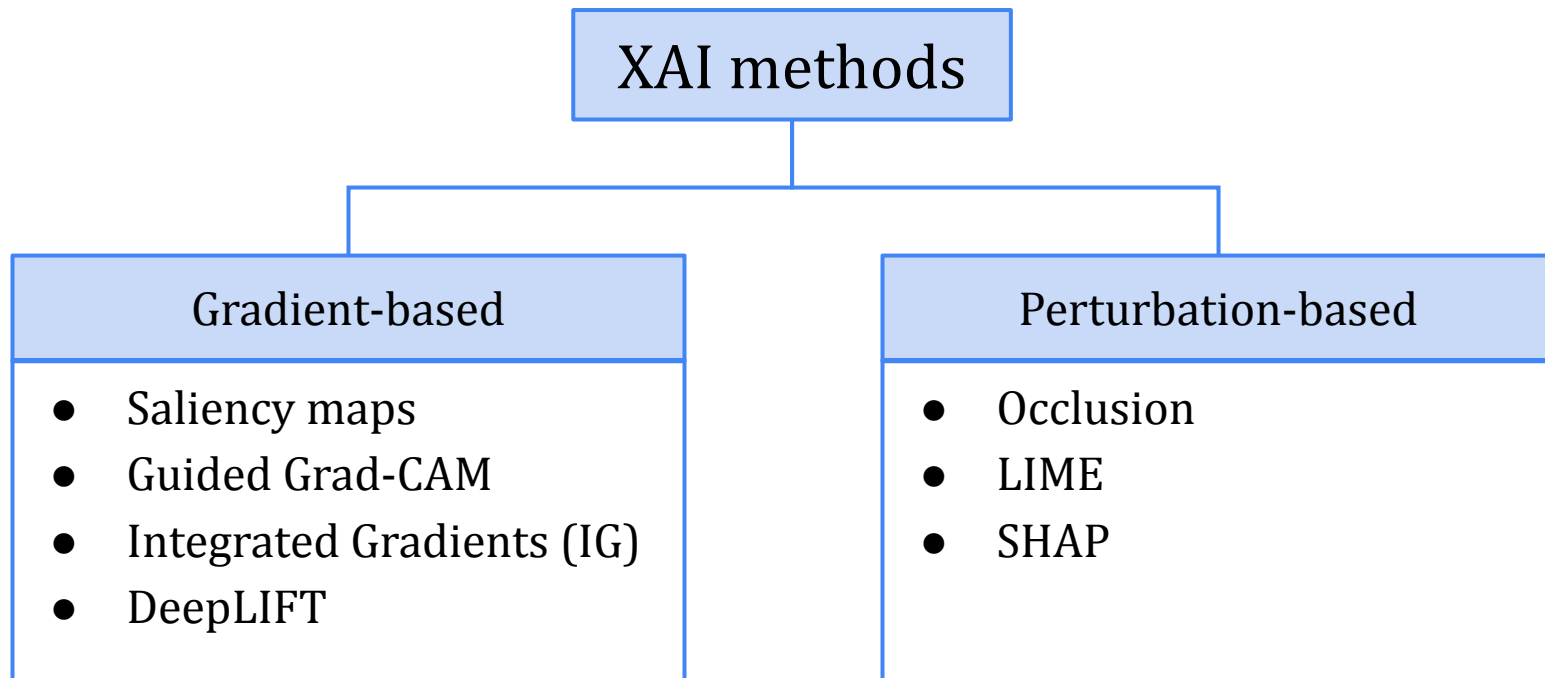 XAI methods
Gradient-based
● Saliency maps
● Guided Grad-CAM
● Integrated Gradients (IG)
● DeepLIFT
Perturbation-based
● Occlusion
● LIME
● SHAP